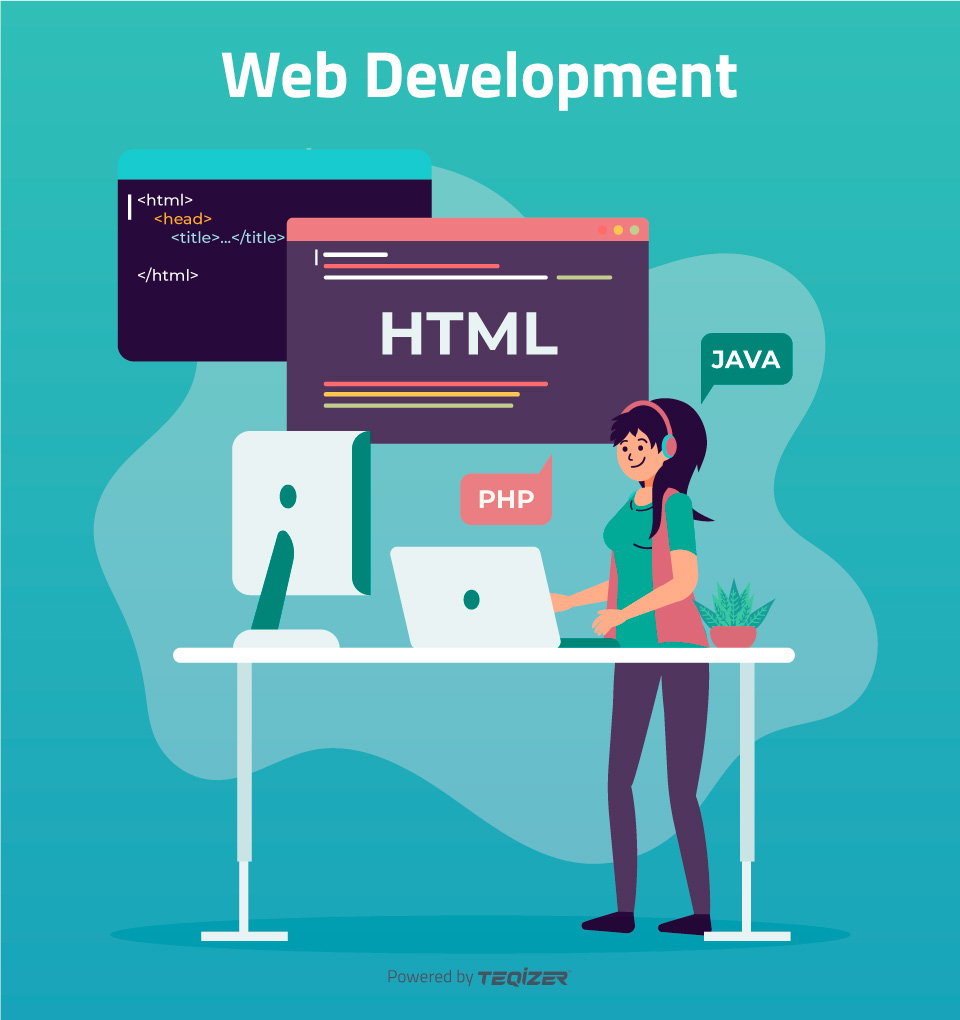 Web Development
<html>
<head>
<title>...</title>
</html>
HTML
JAVA
PHP
Powered by TEQIZER